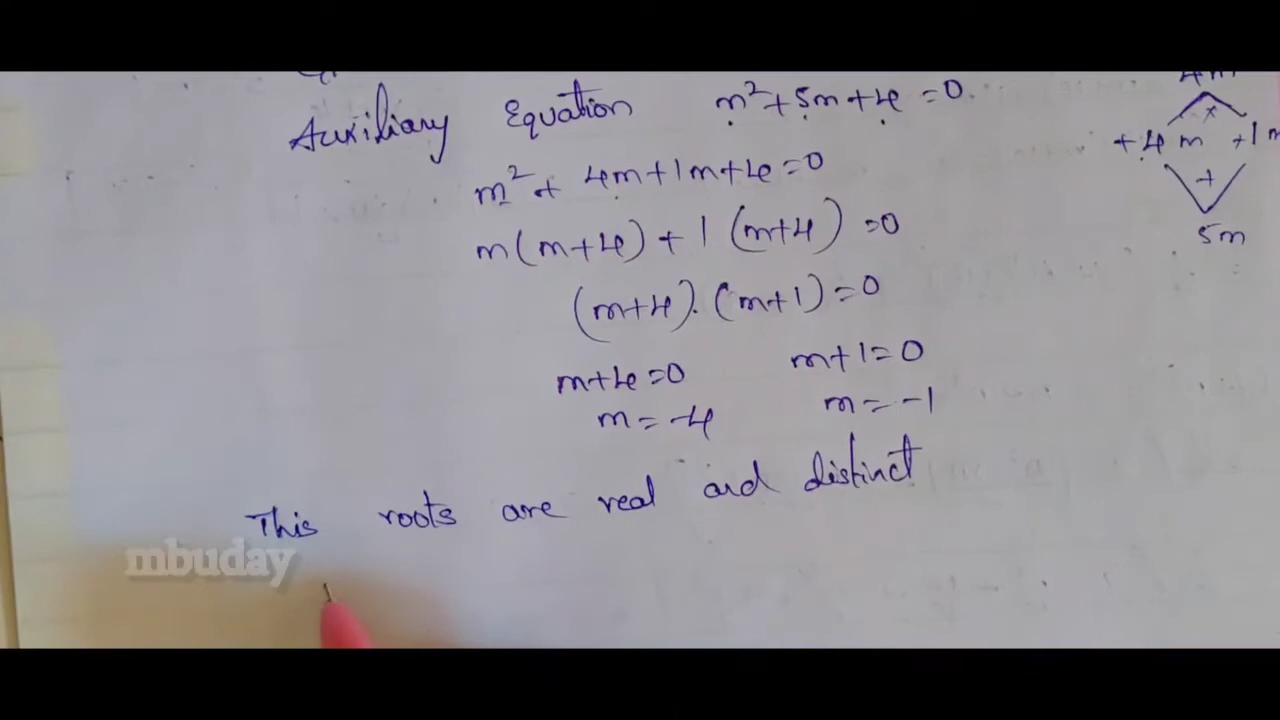 Auxiliary Equation m²+5m+4=0
m²+ 4m+1m+4=0
m(m+4)+1(m+4)=0
(m+4).(m+1)=0
m+4=0 m+1=0
m=-4 m=-1
This roots are real and distinct
mbuday
×
+4m +1m
+
5m